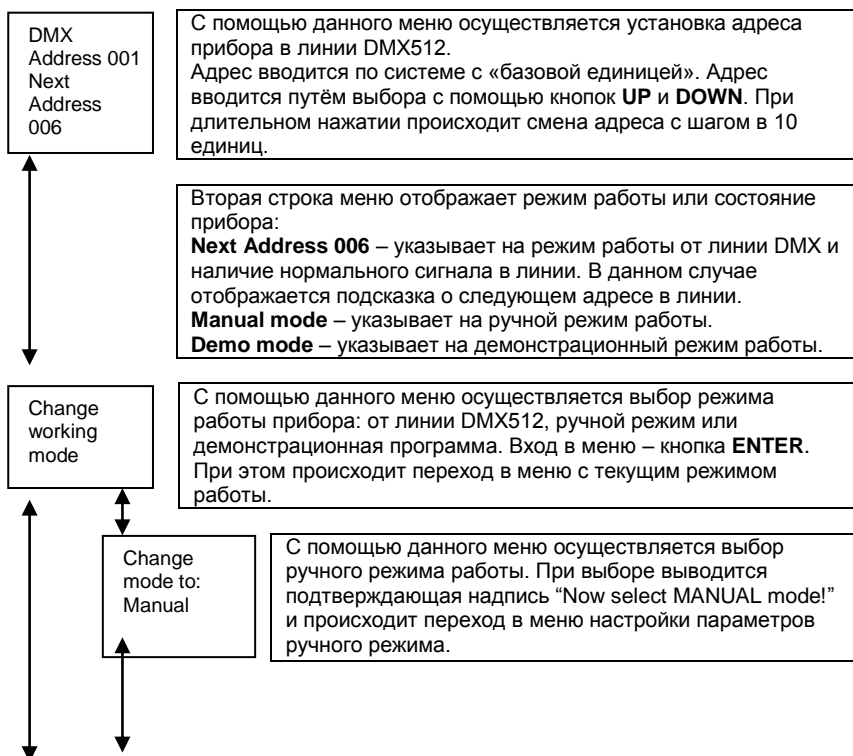 DMX
Address 001
Next
Address
006
С помощью данного меню осуществляется установка адреса
прибора в линии DMX512.
Адрес вводится по системе с «базовой единицей». Адрес
вводится путём выбора с помощью кнопок UP и DOWN. При
длительном нажатии происходит смена адреса с шагом в 10
единиц.
Вторая строка меню отображает режим работы или состояние
прибора:
Next Address 006 – указывает на режим работы от линии DMX и
наличие нормального сигнала в линии. В данном случае
отображается подсказка о следующем адресе в линии.
Manual mode – указывает на ручной режим работы.
Demo mode – указывает на демонстрационный режим работы.
Change
working
mode
С помощью данного меню осуществляется выбор режима
работы прибора: от линии DMX512, ручной режим или
демонстрационная программа. Вход в меню – кнопка ENTER.
При этом происходит переход в меню с текущим режимом
работы.
Change
mode to:
Manual
С помощью данного меню осуществляется выбор
ручного режима работы. При выборе выводится
подтверждающая надпись “Now select MANUAL mode!”
и происходит переход в меню настройки параметров
ручного режима.